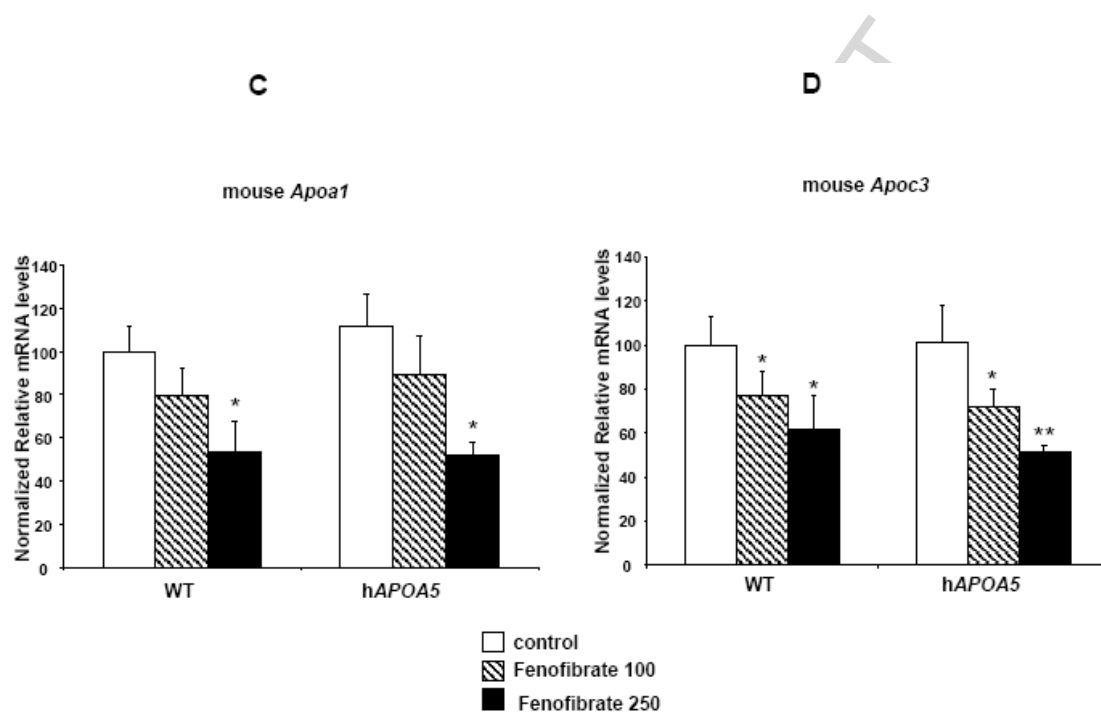 C
D
mouse Apoa1
mouse Apoc3
Normalized Relative mRNA levels
140
120
100
80
60
40
20
0
*
*
WT
hAPOA5
Normalized Relative mRNA levels
140
120
100
80
60
40
20
0
*
*
*
**
WT
hAPOA5
control
Fenofibrate 100
Fenofibrate 250